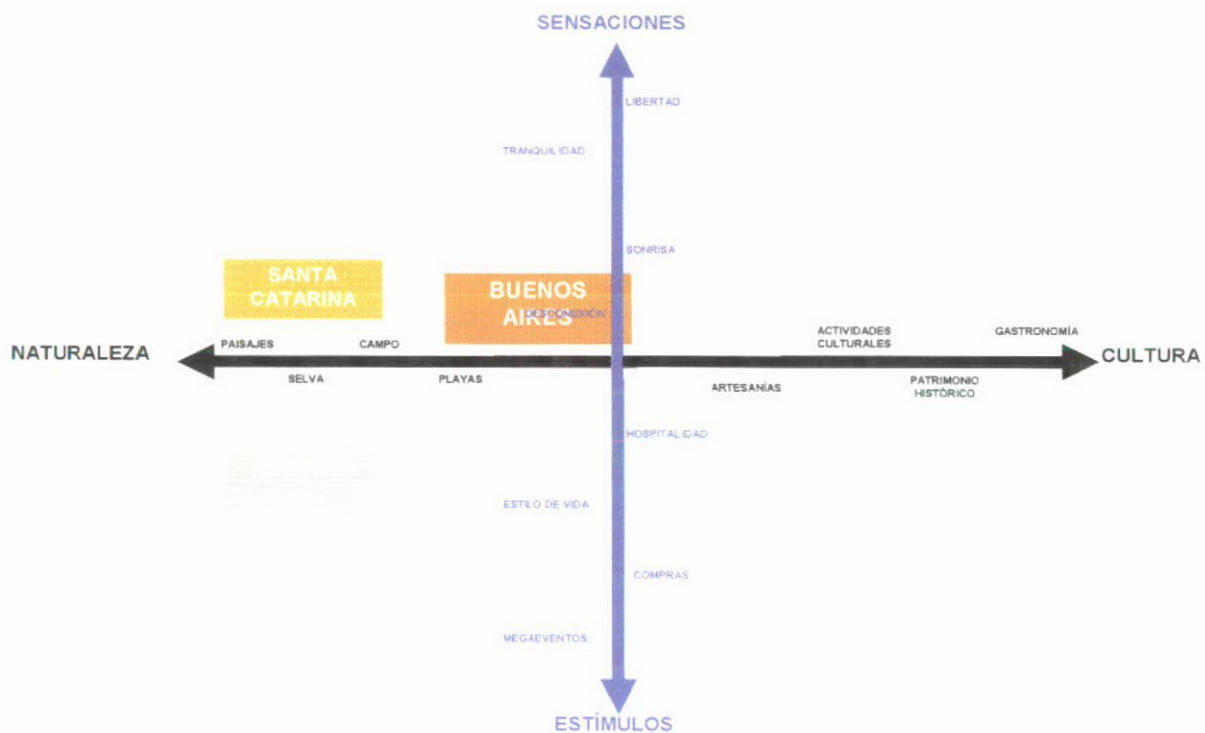 SENSACIONES
LIBERTAD
TRANQUILIDAD
SONRISA
SANTA
CATARINA
BUENOS
AIRES
DESCONEXIÓN
NATURALEZA
PAISAJES
CAMPO
ACTIVIDADES
CULTURALES
GASTRONOMÍA
CULTURA
SELVA
PLAYAS
ARTESANÍAS
PATRIMONIO
HISTÓRICO
HOSPITALIDAD
ESTILO DE VIDA
COMPRAS
MEGAEVENTOS
ESTÍMULOS